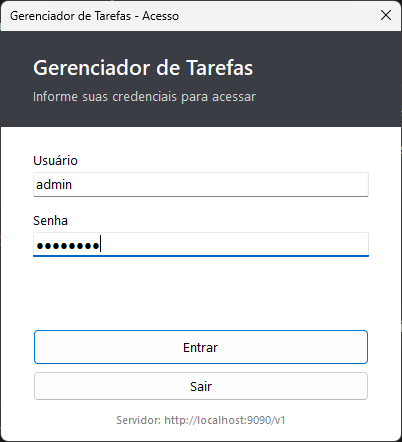 Gerenciador de Tarefas - Acesso
Gerenciador de Tarefas
Informe suas credenciais para acessar
Usuário
admin
Senha
●●●●●●●●
Entrar
Sair
Servidor: http://localhost:9090/v1